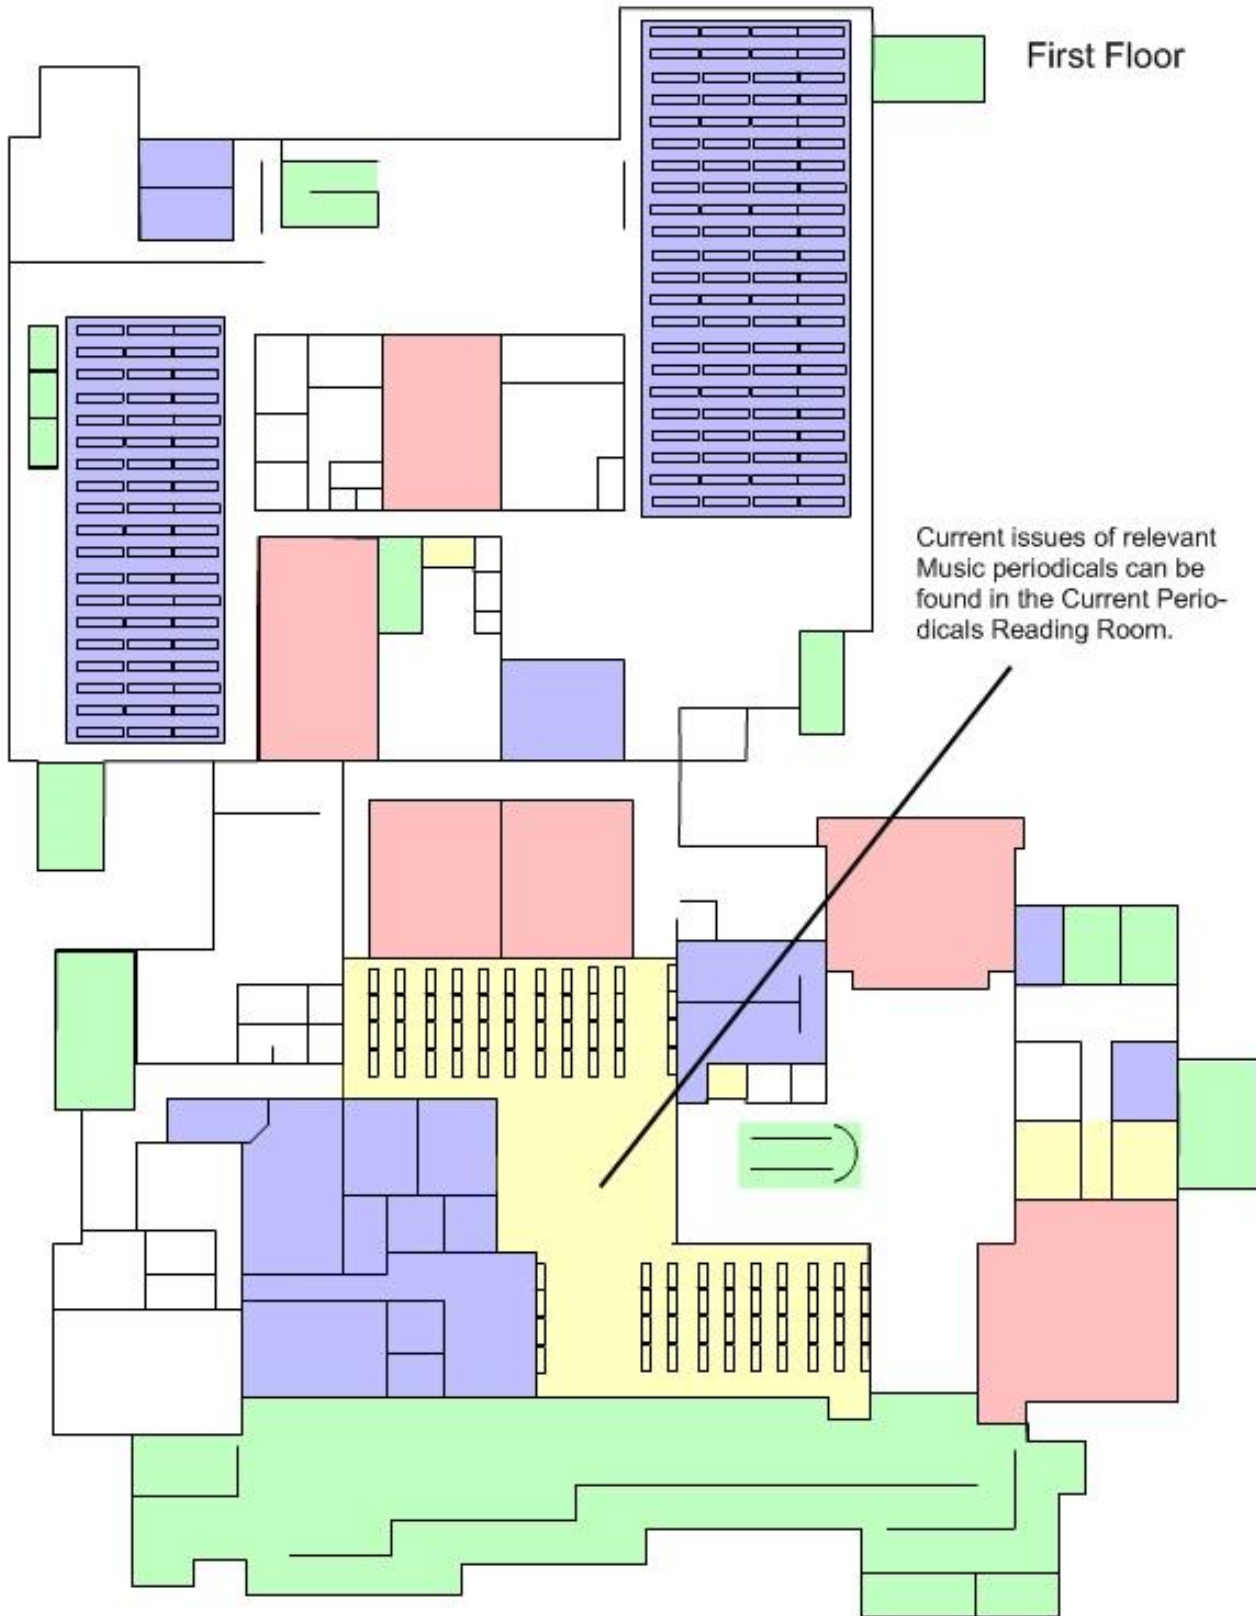 First Floor
Current issues of relevant
Music periodicals can be
found in the Current Perio-
dicals Reading Room.